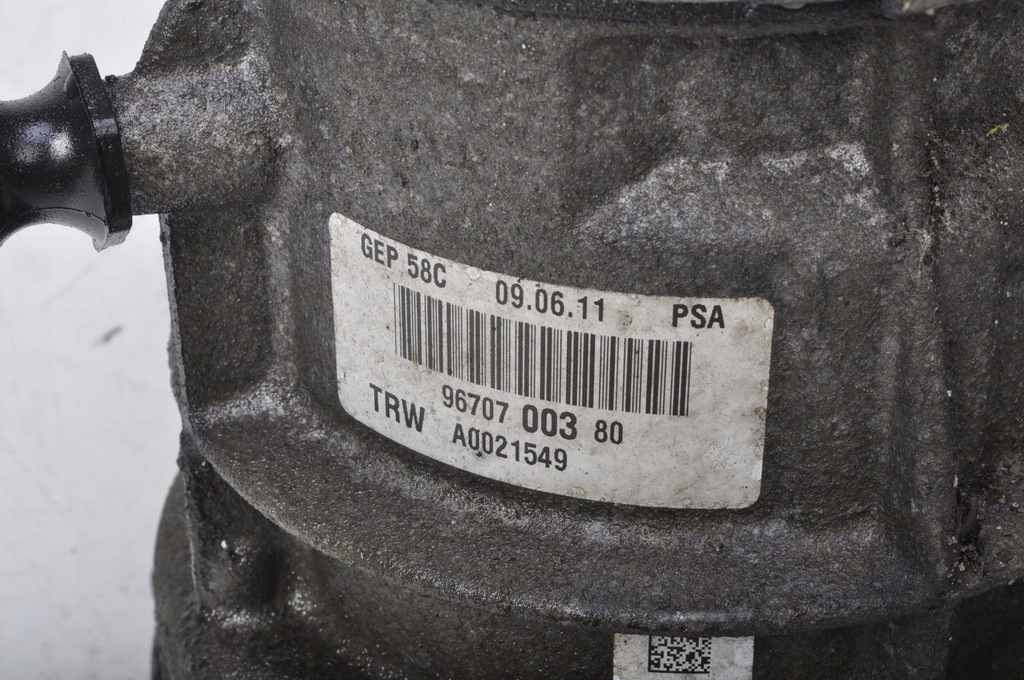 GEP 58C 09.06.11 PSA
96707 003 80
TRW A0021549